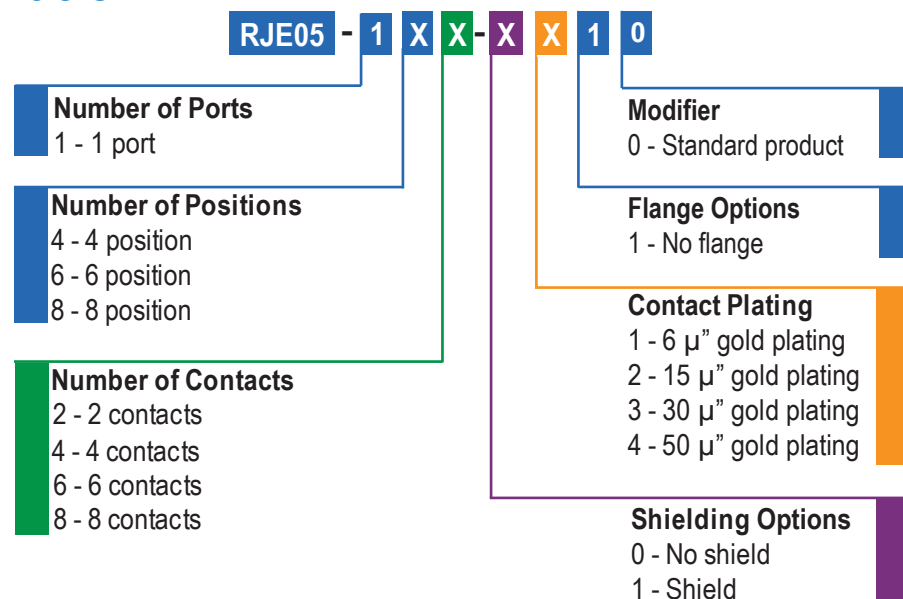 RJE05 - 1 X X - X X 1 0
Number of Ports
1 - 1 port
Number of Positions
4 - 4 position
6 - 6 position
8 - 8 position
Number of Contacts
2 - 2 contacts
4 - 4 contacts
6 - 6 contacts
8 - 8 contacts
Modifier
0 - Standard product
Flange Options
1 - No flange
Contact Plating
1 - 6 µ” gold plating
2 - 15 µ” gold plating
3 - 30 µ” gold plating
4 - 50 µ” gold plating
Shielding Options
0 - No shield
1 - Shield